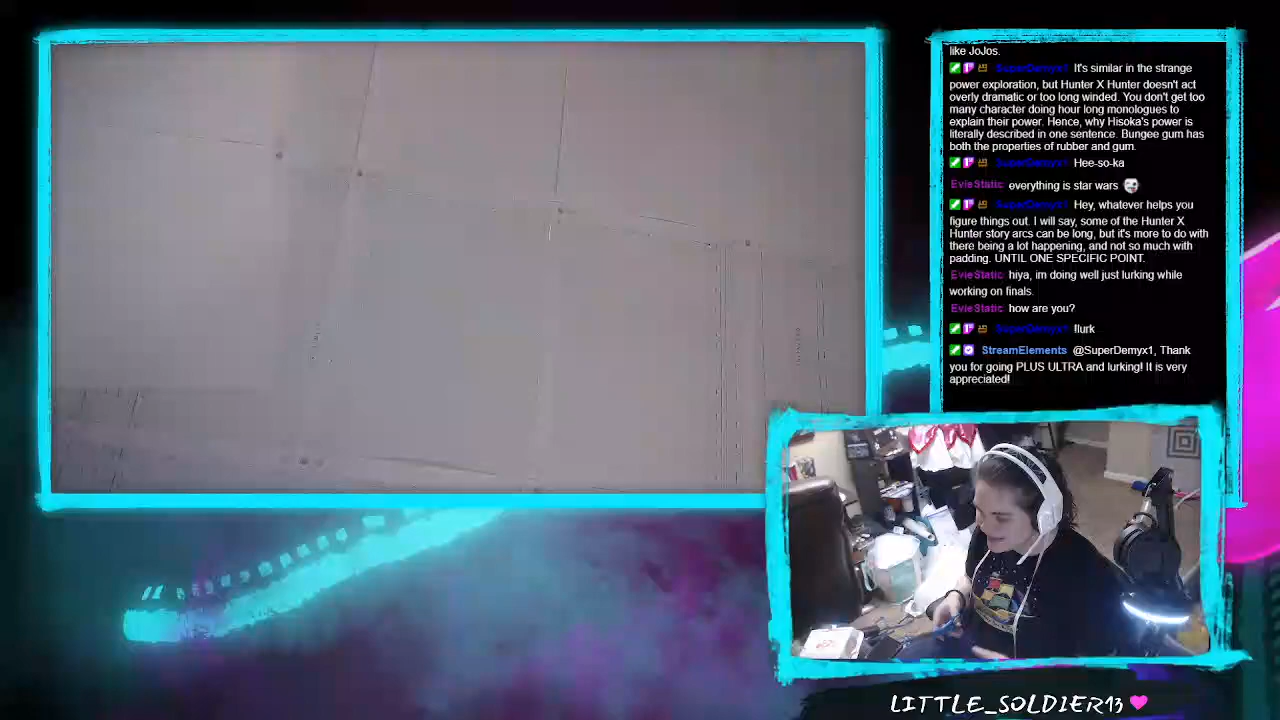 like JoJos.
SuperDemyx1 It's similar in the strange
power exploration, but Hunter X Hunter doesn't act
overly dramatic or too long winded. You don't get too
many character doing hour long monologues to
explain their power. Hence, why Hisoka's power is
literally described in one sentence. Bungee gum has
both the properties of rubber and gum.
SuperDemyx1 Hee-so-ka
EvieStatic everything is star wars
SuperDemyx1 Hey, whatever helps you
figure things out. I will say, some of the Hunter X
Hunter story arcs can be long, but it's more to do with
there being a lot happening, and not so much with
padding. UNTIL ONE SPECIFIC POINT.
EvieStatic hiya, im doing well just lurking while
working on finals.
EvieStatic how are you?
SuperDemyx1 !lurk
StreamElements @SuperDemyx1, Thank
you for going PLUS ULTRA and lurking! It is very
appreciated!
LITTLE_SOLDIER13